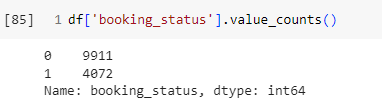 [85] 1 df['booking_status'].value_counts()
0 9911
1 4072
Name: booking_status, dtype: int64